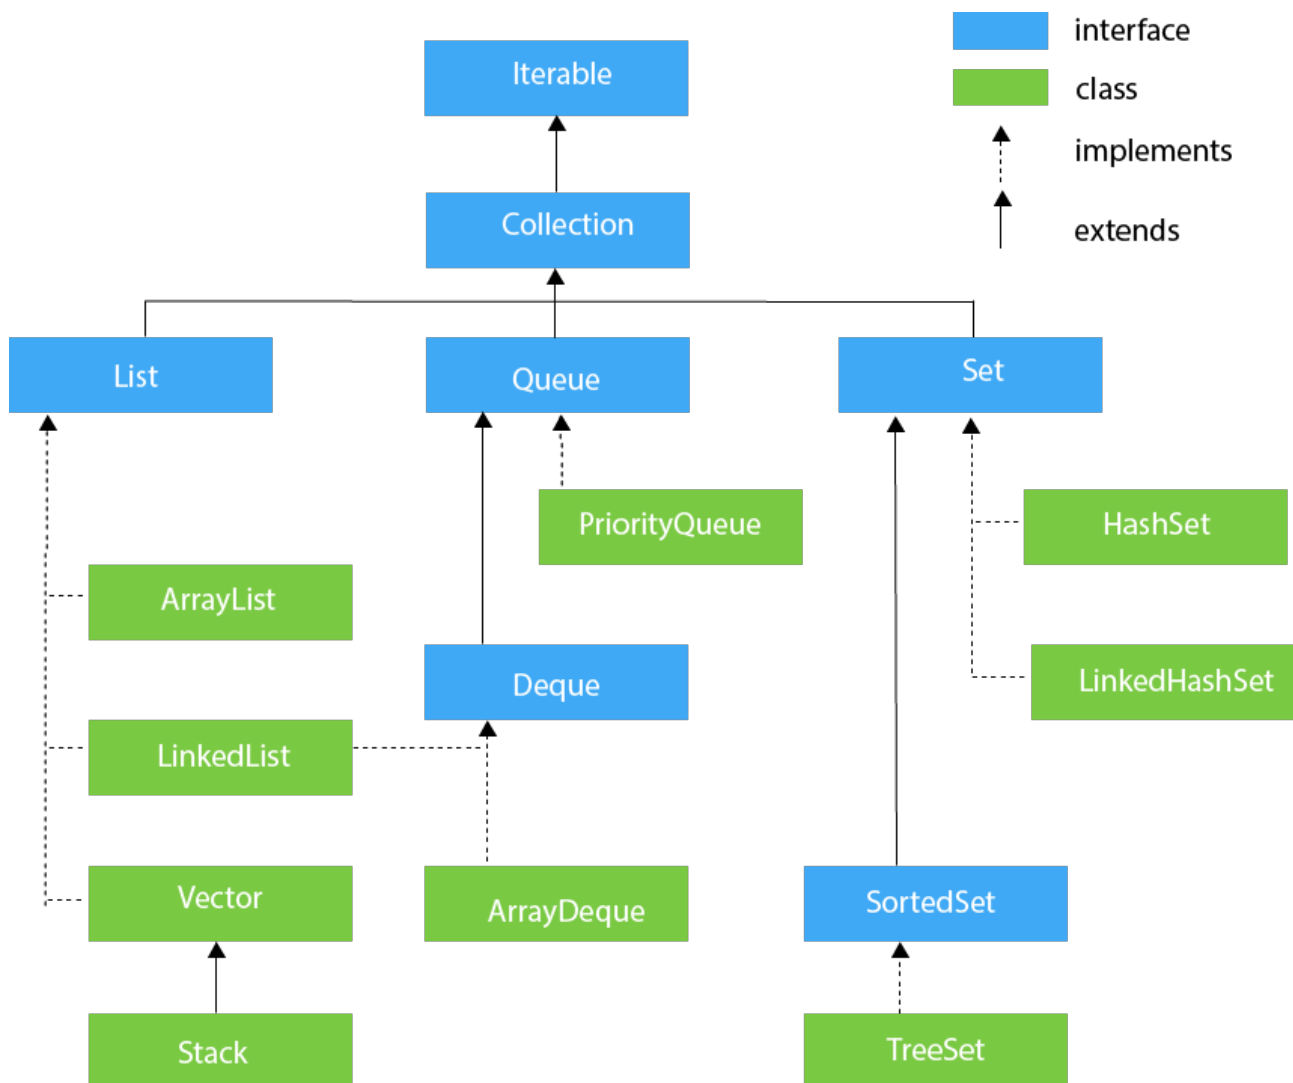 interface
class
implements
extends
Iterable
Collection
List
Queue
Set
PriorityQueue
HashSet
ArrayList
Deque
LinkedHashSet
LinkedList
Vector
ArrayDeque
SortedSet
Stack
TreeSet